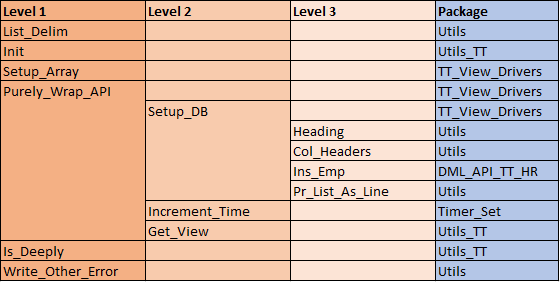 Level 1 Level 2 Level 3 Package
List_Delim Utils
Init Utils_TT
Setup_Array TT_View_Drivers
Purely_Wrap_API TT_View_Drivers
Setup_DB TT_View_Drivers
Heading Utils
Col_Headers Utils
Ins_Emp DML_API_TT_HR
Pr_List_As_Line Utils
Increment_Time Timer_Set
Get_View Utils_TT
Is_Deeply Utils_TT
Write_Other_Error Utils